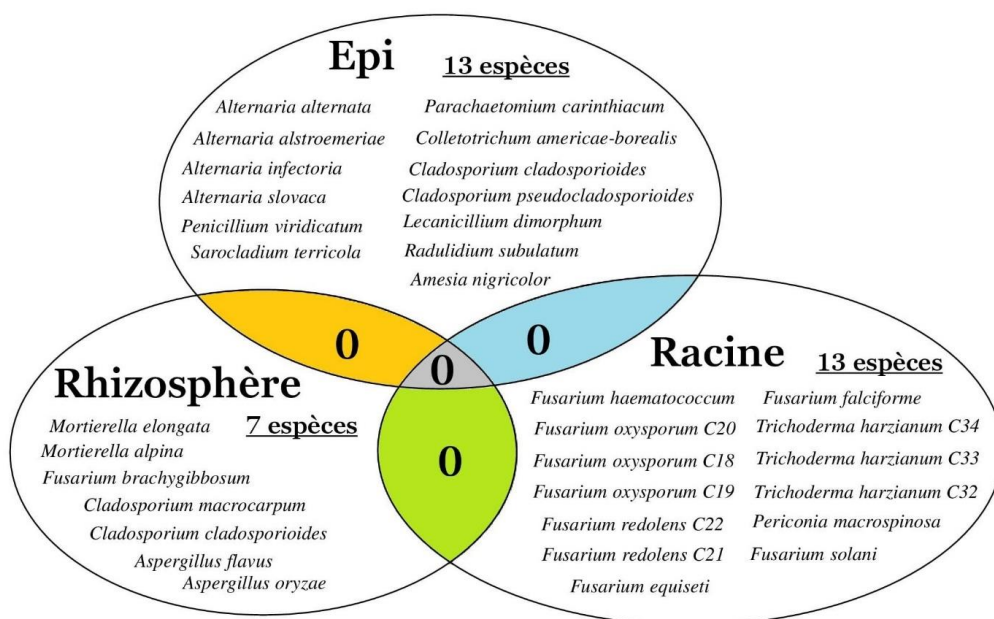 Epi
13 espèces
Alternaria alternata
Alternaria alstroemeriae
Alternaria infectoria
Alternaria slovaca
Penicillium viridicatum
Sarocladium terricola
Parachaetomium carinthiacum
Colletotrichum americae-borealis
Cladosporium cladosporioides
Cladosporium pseudocladosporioides
Lecanicillium dimorphum
Radulidium subulatum
Amesia nigricolor
0
0
0
0
Rhizosphère
7 espèces
Mortierella elongata
Mortierella alpina
Fusarium brachygibbosum
Cladosporium macrocarpum
Cladosporium cladosporioides
Aspergillus flavus
Aspergillus oryzae
Racine
13 espèces
Fusarium haematococcum
Fusarium oxysporum C20
Fusarium oxysporum C18
Fusarium oxysporum C19
Fusarium redolens C22
Fusarium redolens C21
Fusarium equiseti
Fusarium falciforme
Trichoderma harzianum C34
Trichoderma harzianum C33
Trichoderma harzianum C32
Periconia macrospinosa
Fusarium solani